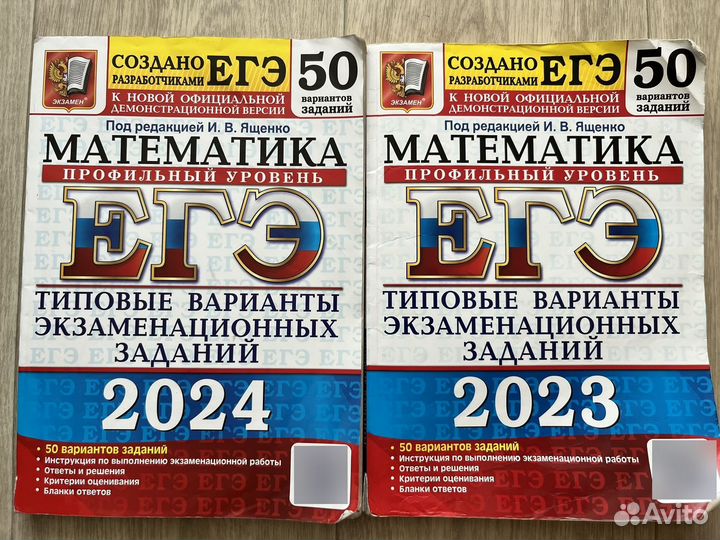 СОЗДАНО
РАЗРАБОТЧИКАМИ
ЕГЭ
50
вариантов
заданий
ЭКЗАМЕН
К НОВОЙ ОФИЦИАЛЬНОЙ
ДЕМОНСТРАЦИОННОЙ ВЕРСИИ
Под редакцией И. В. Ященко
МАТЕМАТИКА
ПРОФИЛЬНЫЙ УРОВЕНЬ
ЕГЭ
ТИПОВЫЕ ВАРИАНТЫ
ЭКЗАМЕНАЦИОННЫХ
ЗАДАНИЙ
2024
• 50 вариантов заданий
• Инструкция по выполнению экзаменационной работы
• Ответы и решения
• Критерии оценивания
• Бланки ответов
СОЗДАНО
РАЗРАБОТЧИКАМИ
ЕГЭ
50
вариантов
заданий
ЭКЗАМЕН
К НОВОЙ ОФИЦИАЛЬНОЙ
ДЕМОНСТРАЦИОННОЙ ВЕРСИИ
Под редакцией И. В. Ященко
МАТЕМАТИКА
ПРОФИЛЬНЫЙ УРОВЕНЬ
ЕГЭ
ТИПОВЫЕ ВАРИАНТЫ
ЭКЗАМЕНАЦИОННЫХ
ЗАДАНИЙ
2023
• 50 вариантов заданий
• Инструкция по выполнению экзаменационной работы
• Ответы и решения
• Критерии оценивания
• Бланки ответов
Avito